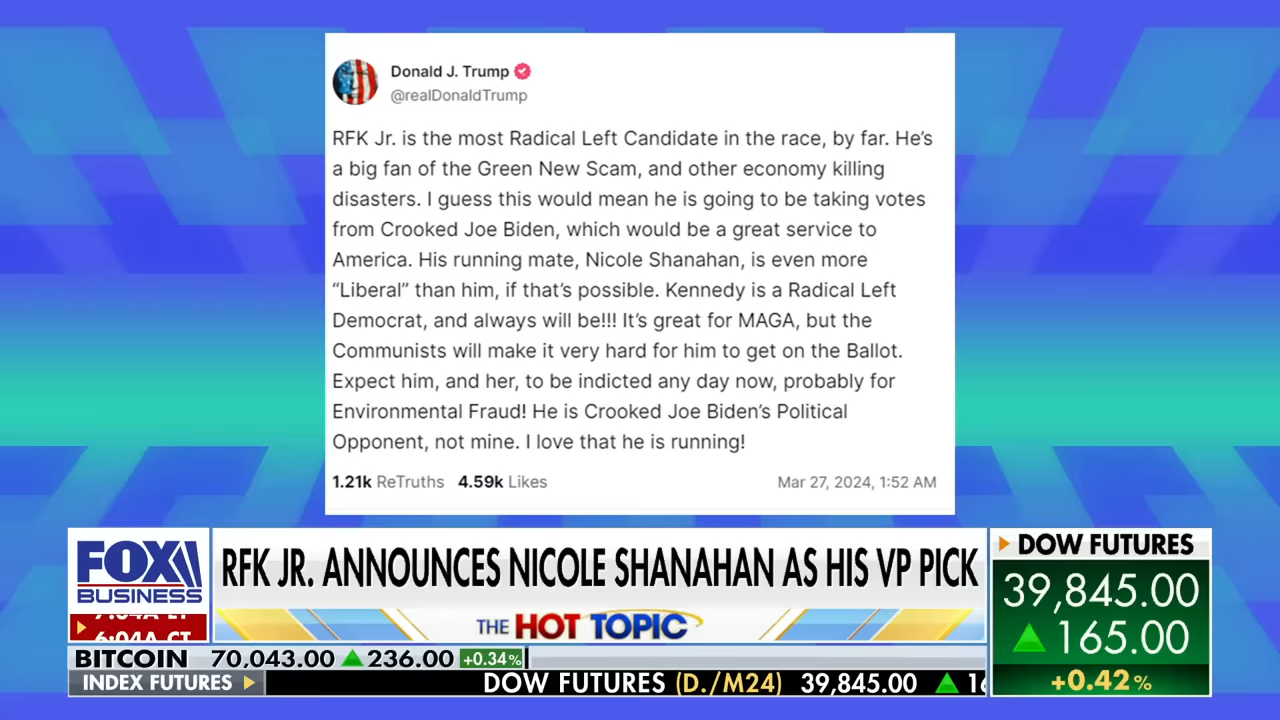 Donald J. Trump
@realDonaldTrump
RFK Jr. is the most Radical Left Candidate in the race, by far. He's
a big fan of the Green New Scam, and other economy killing
disasters. I guess this would mean he is going to be taking votes
from Crooked Joe Biden, which would be a great service to
America. His running mate, Nicole Shanahan, is even more
“Liberal” than him, if that's possible. Kennedy is a Radical Left
Democrat, and always will be!!! It's great for MAGA, but the
Communists will make it very hard for him to get on the Ballot.
Expect him, and her, to be indicted any day now, probably for
Environmental Fraud! He is Crooked Joe Biden's Political
Opponent, not mine. I love that he is running!
1.21k ReTruths 4.59k Likes Mar 27, 2024, 1:52 AM
FOX
BUSINESS
RFK JR. ANNOUNCES NICOLE SHANAHAN AS HIS VP PICK
THE HOT TOPIC
DOW FUTURES
39,845.00
165.00
+0.42%
BITCOIN 70,043.00 236.00 +0.34%
INDEX FUTURES DOW FUTURES (D./M24) 39,845.00